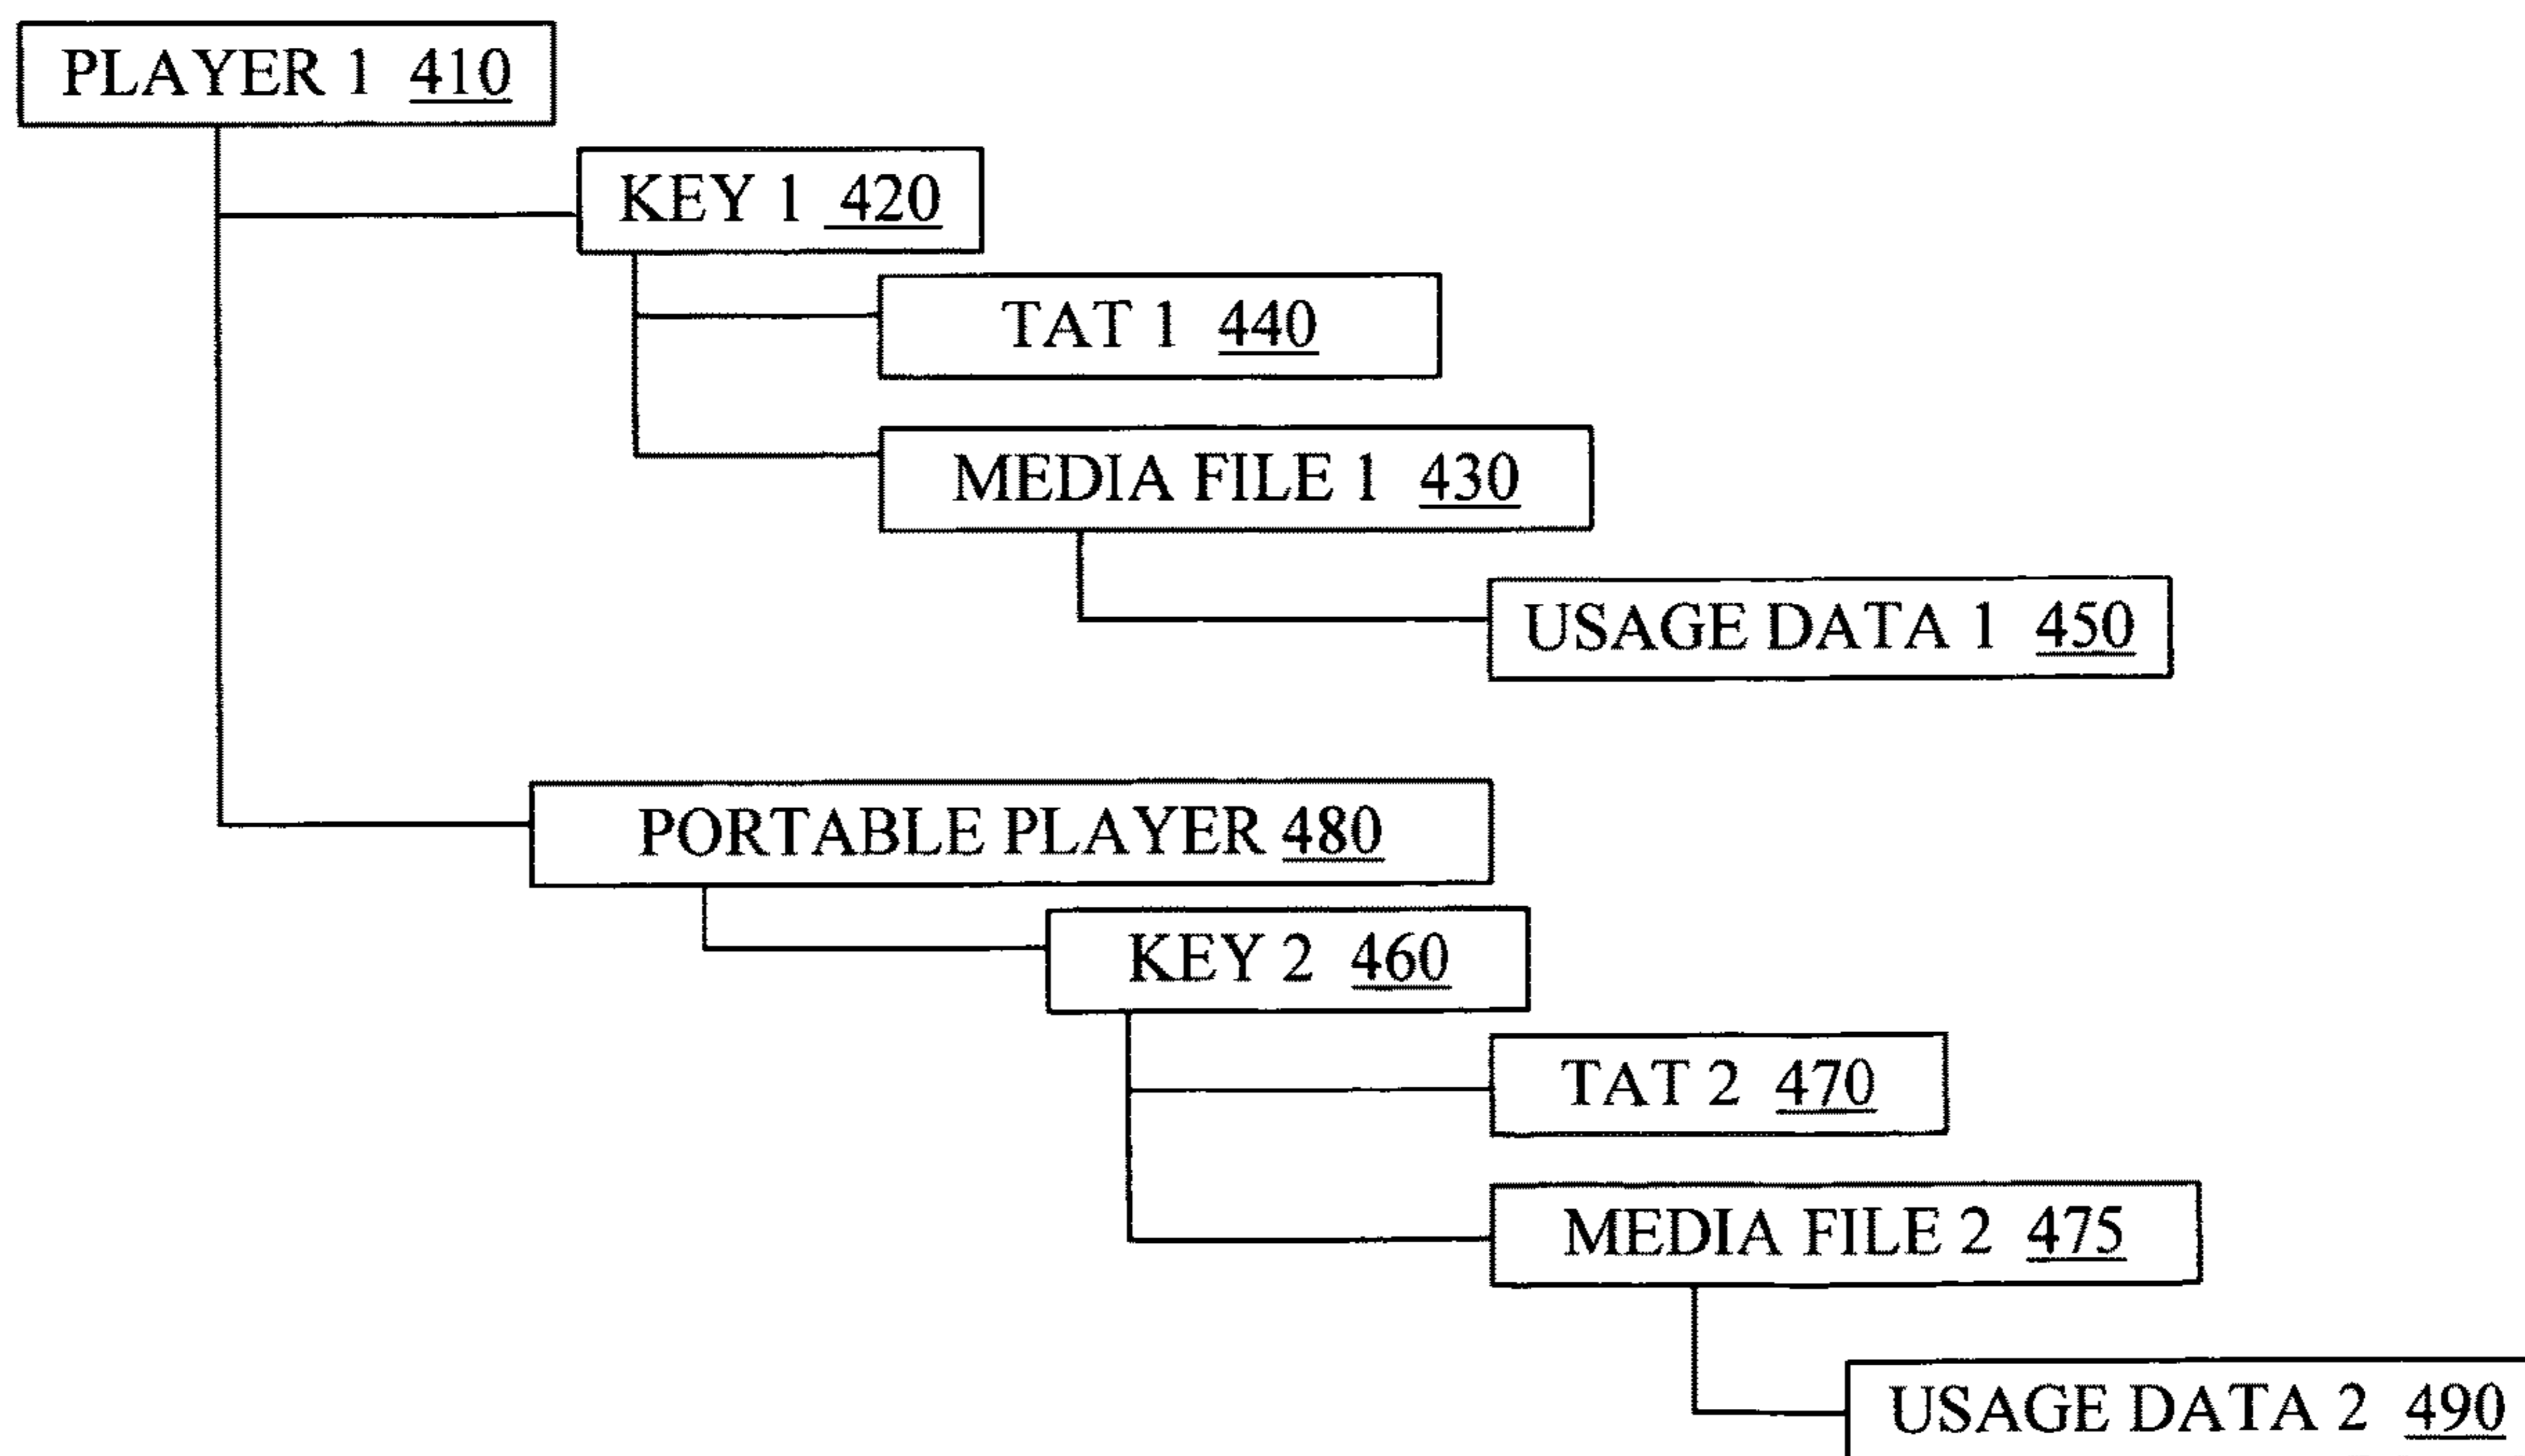 PLAYER 1 410
KEY 1 420
TAT 1 440
MEDIA FILE 1 430
USAGE DATA 1 450
PORTABLE PLAYER 480
KEY 2 460
TAT 2 470
MEDIA FILE 2 475
USAGE DATA 2 490